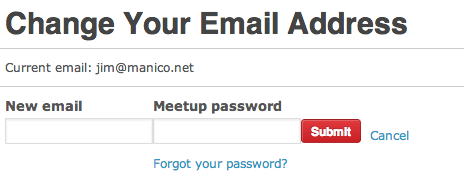 Change Your Email Address
Current email: jim@manico.net
New email Meetup password
Submit Cancel
Forgot your password?